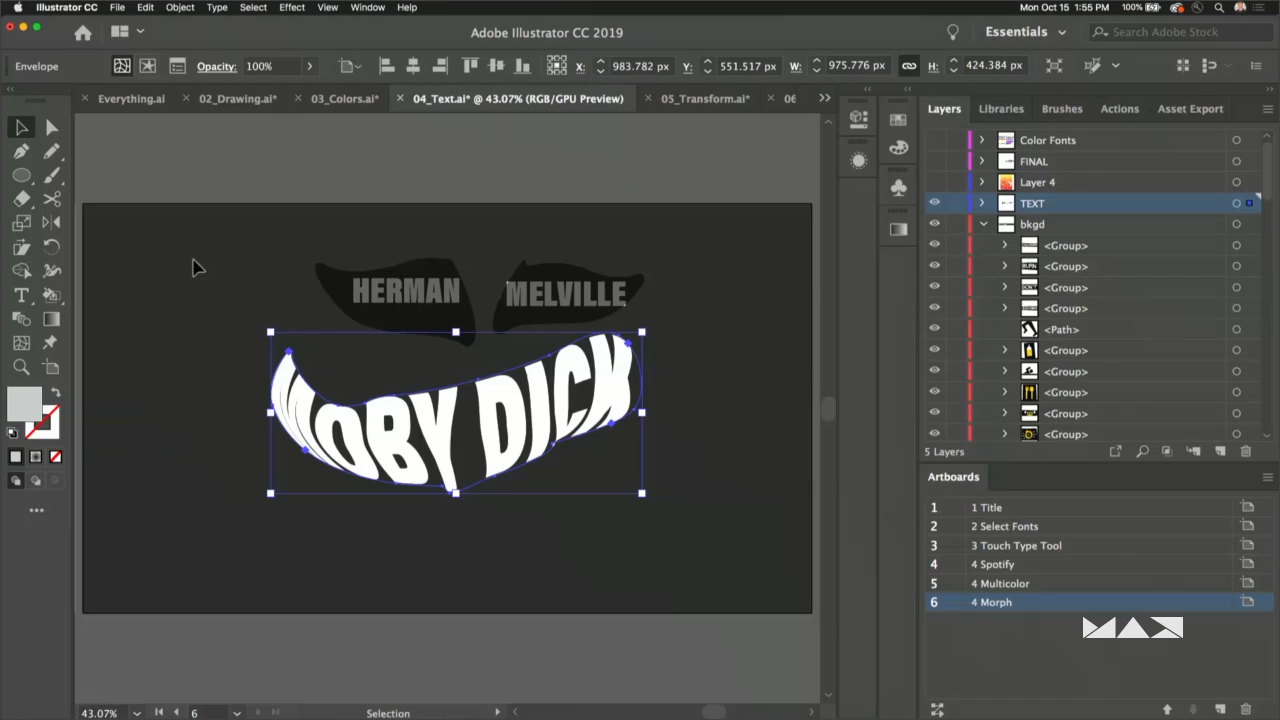 Illustrator CC File Edit Object Type Select Effect View Window Help Mon Oct 15 1:55 PM 100%
Adobe Illustrator CC 2019 Essentials Search Adobe Stock
Envelope Opacity: 100% X: 983.782 px Y: 551.517 px W: 975.776 px H: 424.384 px
Everything.ai 02_Drawing.ai* 03_Colors.ai* 04_Text.ai* @ 43.07% (RGB/GPU Preview) 05_Transform.ai* 06
Layers Libraries Brushes Actions Asset Export
Color Fonts
FINAL
Layer 4
TEXT
bkgd
<Group>
<Group>
<Group>
<Group>
<Path>
<Group>
<Group>
<Group>
<Group>
<Group>
5 Layers
HERMAN MELVILLE
MOBY DICK
Artboards
1 1 Title
2 2 Select Fonts
3 3 Touch Type Tool
4 4 Spotify
5 4 Multicolor
6 4 Morph
MAX
43.07% 6 Selection